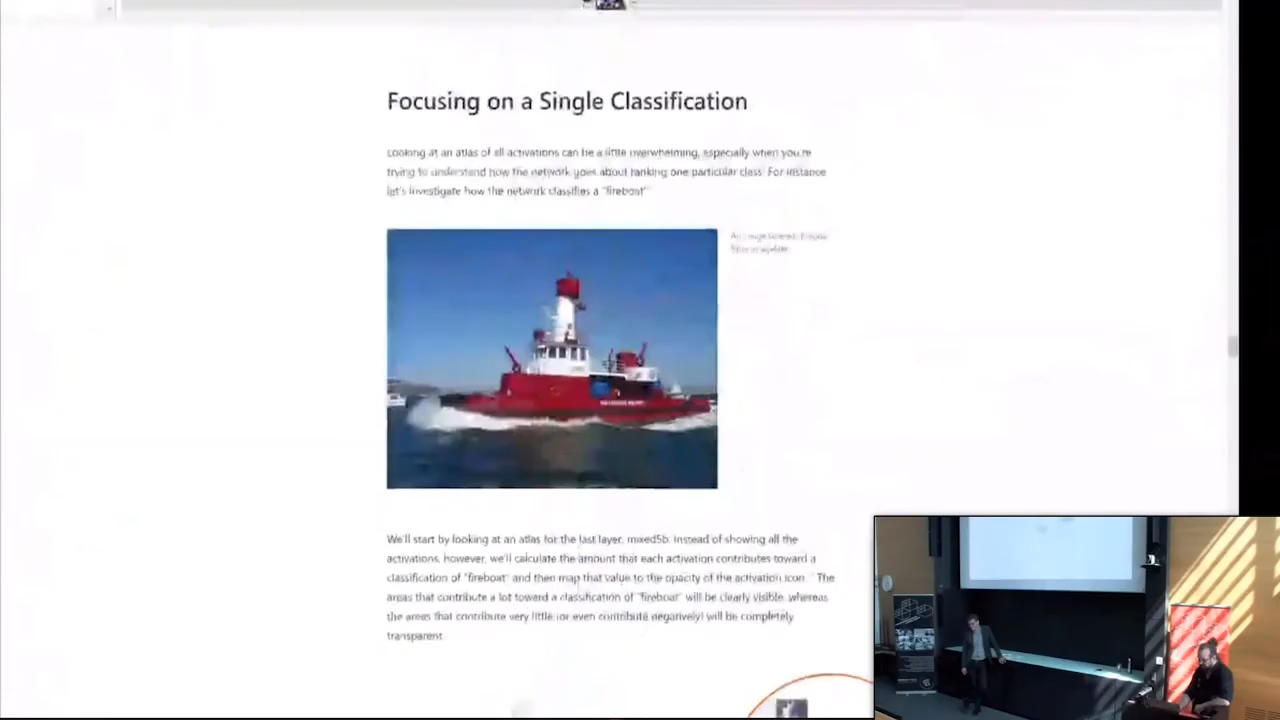 Focusing on a Single Classification
Looking at an atlas of all activations can be a little overwhelming, especially when you're
trying to understand how the network goes about ranking one particular class. For instance
let's investigate how the network classifies a "fireboat"
We'll start by looking at an atlas for the last layer, mixed5b. Instead of showing all the
activations, however, we'll calculate the amount that each activation contributes toward a
classification of "fireboat" and then map that value to the opacity of the activation icon. The
areas that contribute a lot toward a classification of "fireboat" will be clearly visible, whereas
the areas that contribute very little (or even contribute negatively) will be completely
transparent